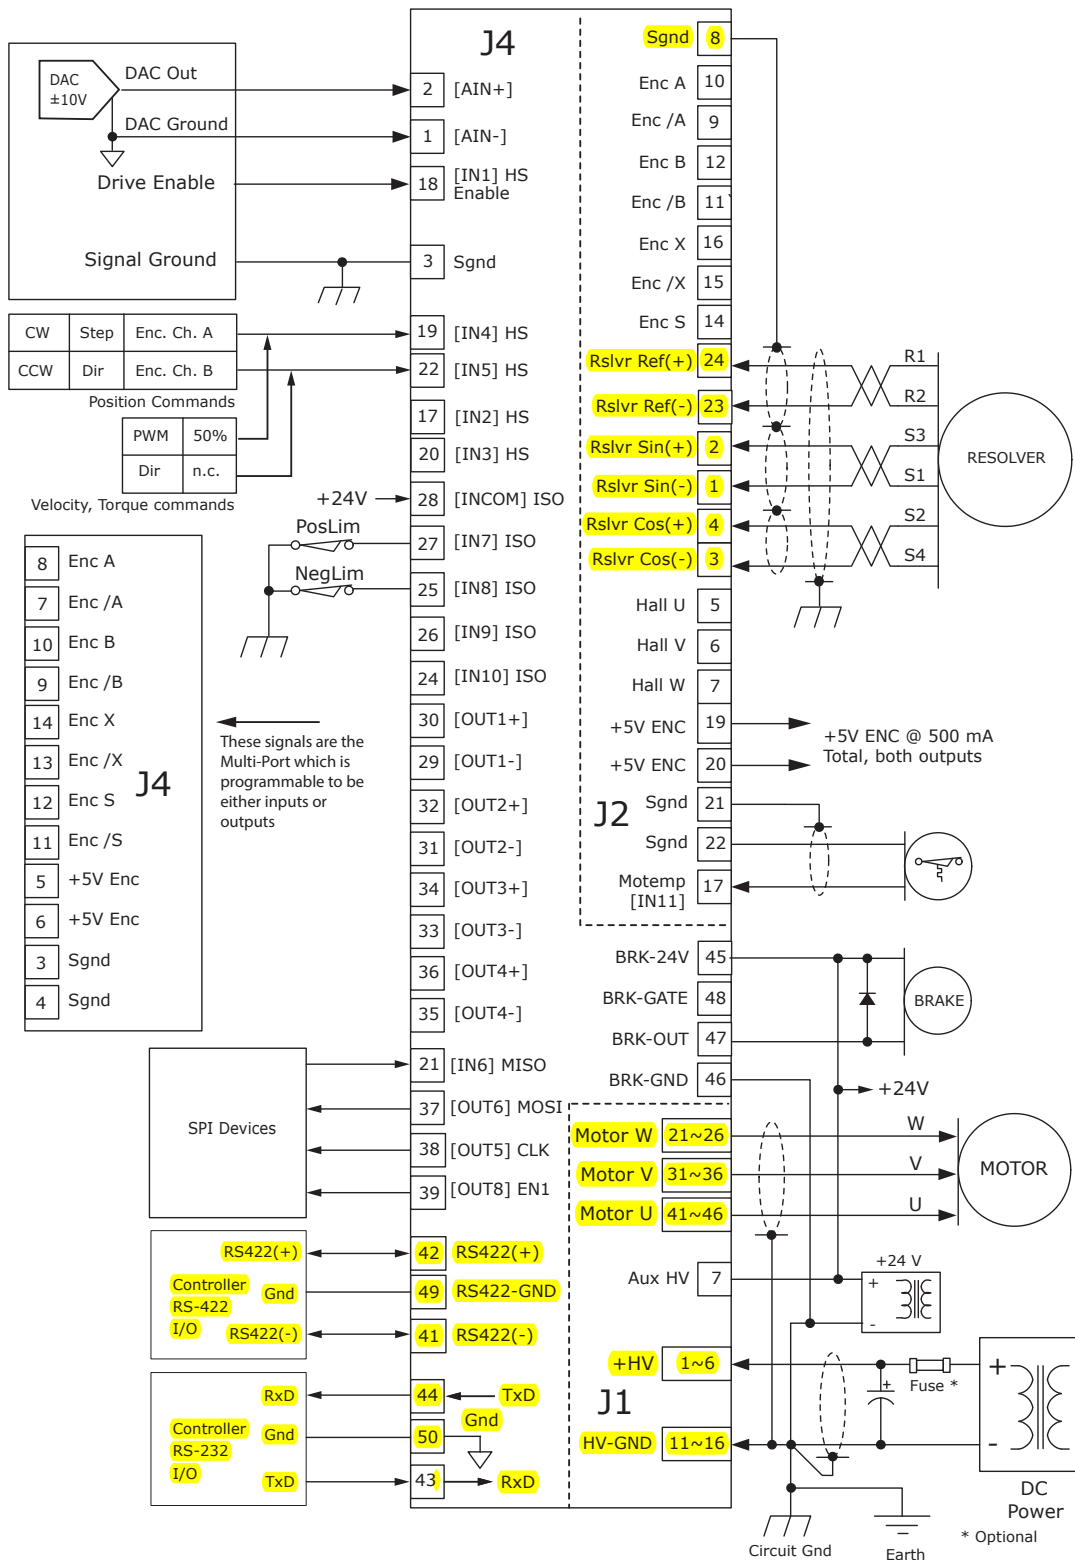 J4
DAC
±10V
DAC Out
DAC Ground
Drive Enable
Signal Ground
2 [AIN+]
1 [AIN-]
18 [IN1] HS
Enable
3 Sgnd
CW Step Enc. Ch. A
CCW Dir Enc. Ch. B
Position Commands
PWM 50%
Dir n.c.
Velocity, Torque commands
19 [IN4] HS
22 [IN5] HS
17 [IN2] HS
20 [IN3] HS
+24V
28 [INCOM] ISO
PosLim
27 [IN7] ISO
NegLim
25 [IN8] ISO
26 [IN9] ISO
24 [IN10] ISO
30 [OUT1+]
29 [OUT1-]
32 [OUT2+]
31 [OUT2-]
34 [OUT3+]
33 [OUT3-]
36 [OUT4+]
35 [OUT4-]
8 Enc A
7 Enc /A
10 Enc B
9 Enc /B
14 Enc X
13 Enc /X
12 Enc S
11 Enc /S
5 +5V Enc
6 +5V Enc
3 Sgnd
4 Sgnd
J4
These signals are the
Multi-Port which is
programmable to be
either inputs or
outputs
SPI Devices
21 [IN6] MISO
37 [OUT6] MOSI
38 [OUT5] CLK
39 [OUT8] EN1
Controller
RS-422
I/O
RS422(+)
Gnd
RS422(-)
42 RS422(+)
49 RS422-GND
41 RS422(-)
Controller
RS-232
I/O
RxD
Gnd
TxD
44 TxD
50 Gnd
43 RxD
Sgnd 8
Enc A 10
Enc /A 9
Enc B 12
Enc /B 11
Enc X 16
Enc /X 15
Enc S 14
Rslvr Ref(+) 24
Rslvr Ref(-) 23
Rslvr Sin(+) 2
Rslvr Sin(-) 1
Rslvr Cos(+) 4
Rslvr Cos(-) 3
R1
R2
S3
S1
S2
S4
RESOLVER
Hall U 5
Hall V 6
Hall W 7
+5V ENC 19
+5V ENC 20
+5V ENC @ 500 mA
Total, both outputs
J2
Sgnd 21
Sgnd 22
Motemp
[IN11] 17
BRK-24V 45
BRK-GATE 48
BRK-OUT 47
BRK-GND 46
BRAKE
+24V
Motor W 21~26
Motor V 31~36
Motor U 41~46
W
V
U
MOTOR
Aux HV 7
+24 V
+
-
+HV 1~6
J1
HV-GND 11~16
+
Fuse *
+
-
DC
Power
* Optional
Circuit Gnd
Earth